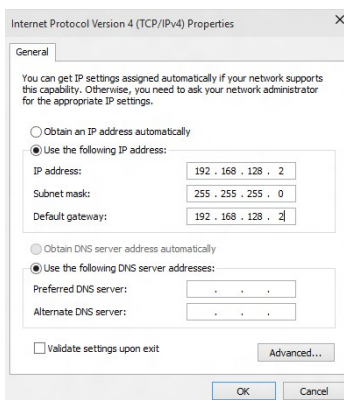 Internet Protocol Version 4 (TCP/IPv4) Properties
General
You can get IP settings assigned automatically if your network supports
this capability. Otherwise, you need to ask your network administrator
for the appropriate IP settings.
Obtain an IP address automatically
Use the following IP address:
IP address: 192 . 168 . 128 . 2
Subnet mask: 255 . 255 . 255 . 0
Default gateway: 192 . 168 . 128 . 2
Obtain DNS server address automatically
Use the following DNS server addresses:
Preferred DNS server: . . .
Alternate DNS server: . . .
Validate settings upon exit
Advanced...
OK Cancel